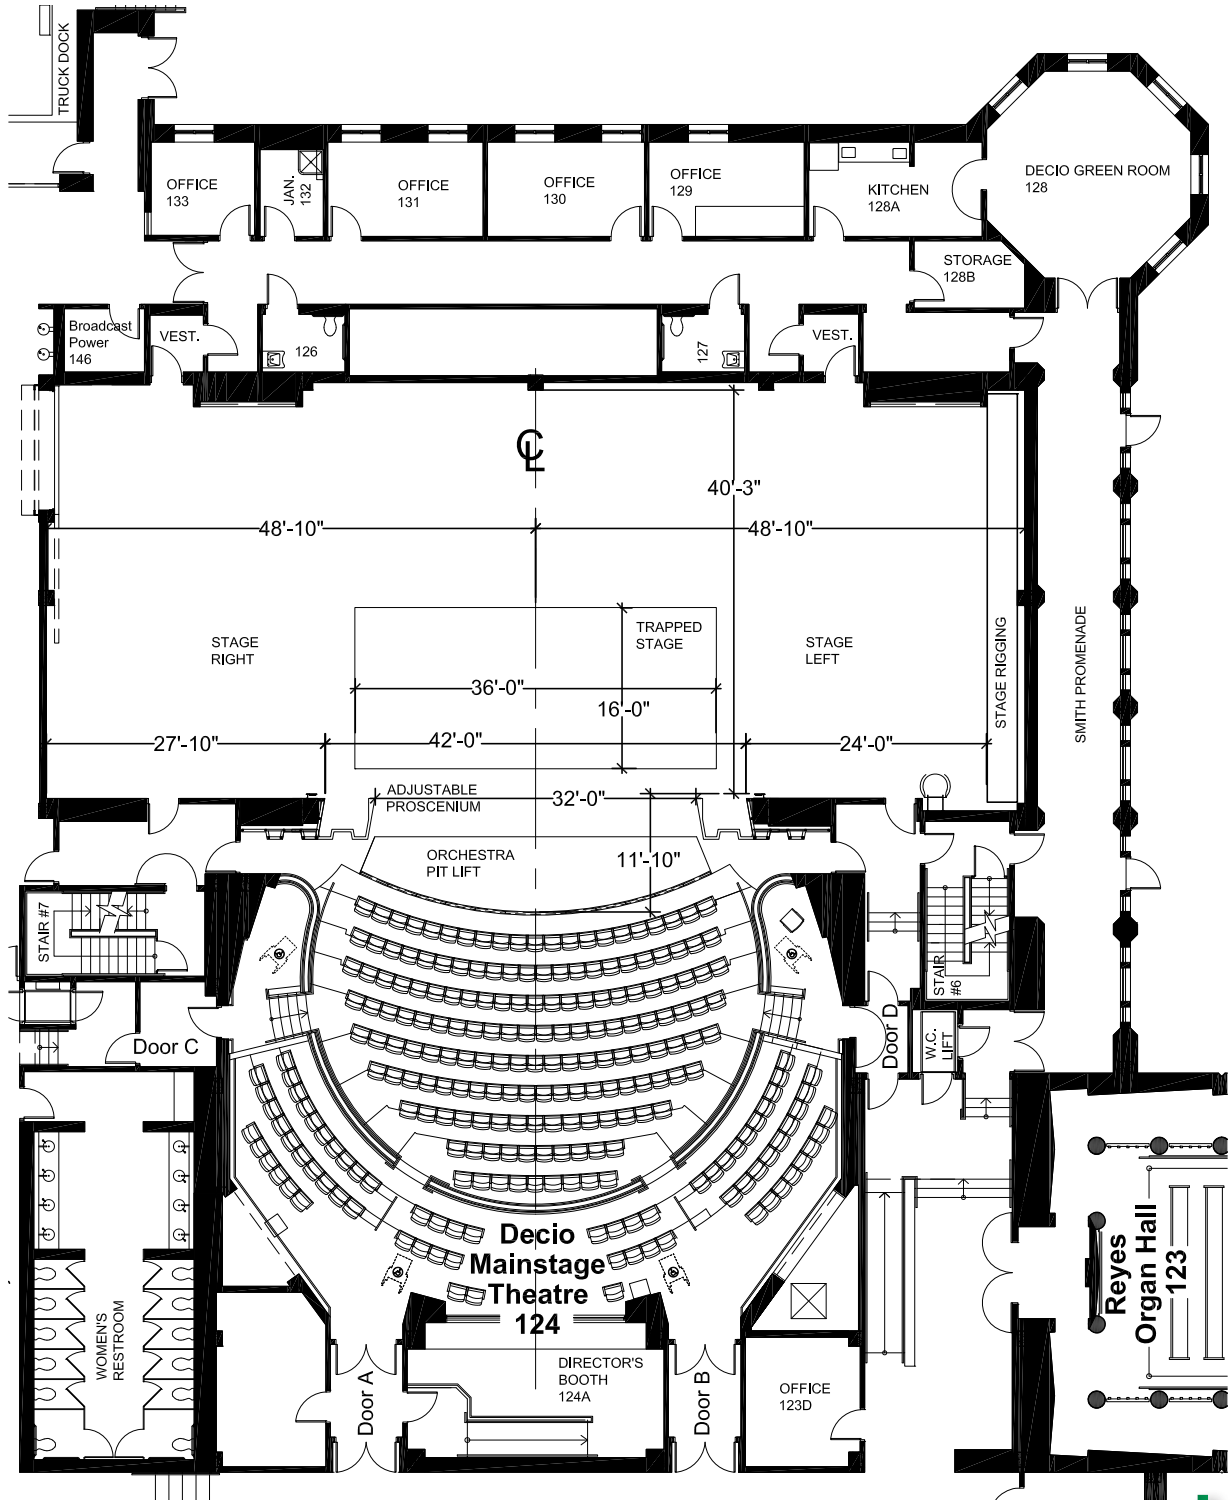 TRUCK DOCK
OFFICE
133
JAN.
132
OFFICE
131
OFFICE
130
OFFICE
129
KITCHEN
128A
DECIO GREEN ROOM
128
STORAGE
128B
Broadcast
Power
146
VEST.
126
127
VEST.
CL
40'-3"
48'-10"
48'-10"
STAGE
RIGHT
TRAPPED
STAGE
STAGE
LEFT
STAGE RIGGING
SMITH PROMENADE
36'-0"
16'-0"
27'-10"
42'-0"
24'-0"
ADJUSTABLE
PROSCENIUM
32'-0"
ORCHESTRA
PIT LIFT
11'-10"
STAIR #7
STAIR
#6
Door C
Door D
W.C.
LIFT
WOMEN'S
RESTROOM
Decio
Mainstage
Theatre
124
Reyes
Organ Hall
123
DIRECTOR'S
BOOTH
124A
Door A
Door B
OFFICE
123D